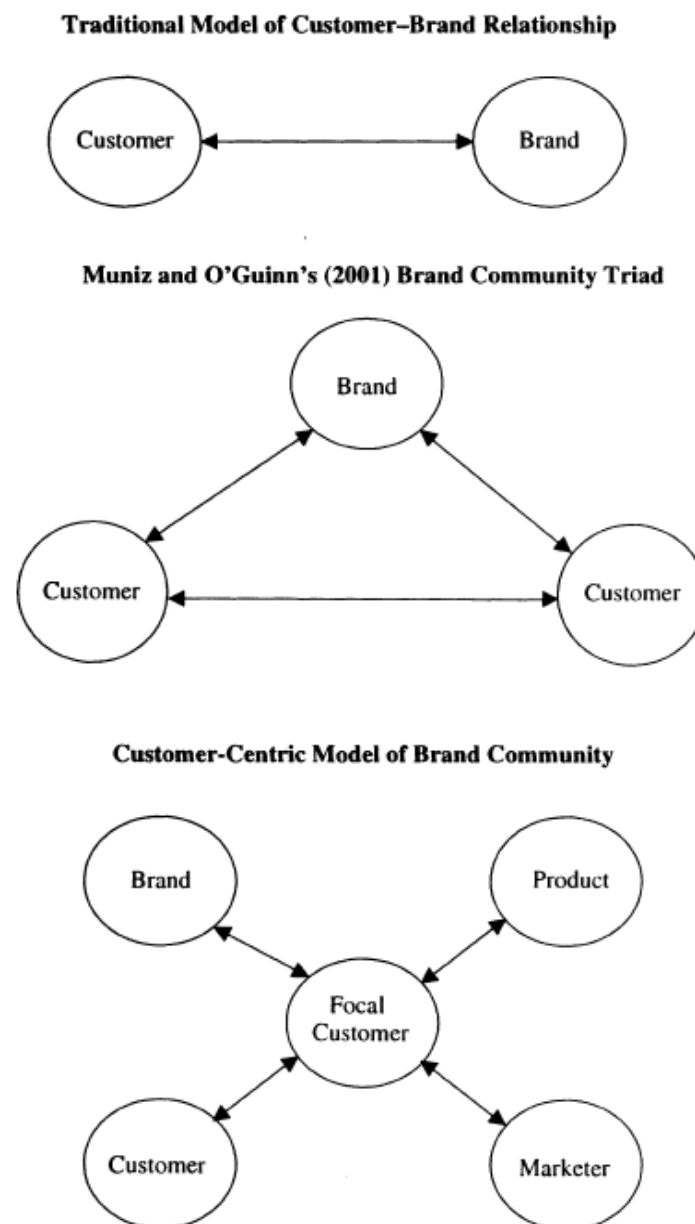 Traditional Model of Customer–Brand Relationship
Customer
Brand
Muniz and O'Guinn's (2001) Brand Community Triad
Brand
Customer
Customer
Customer-Centric Model of Brand Community
Brand
Product
Focal
Customer
Customer
Marketer